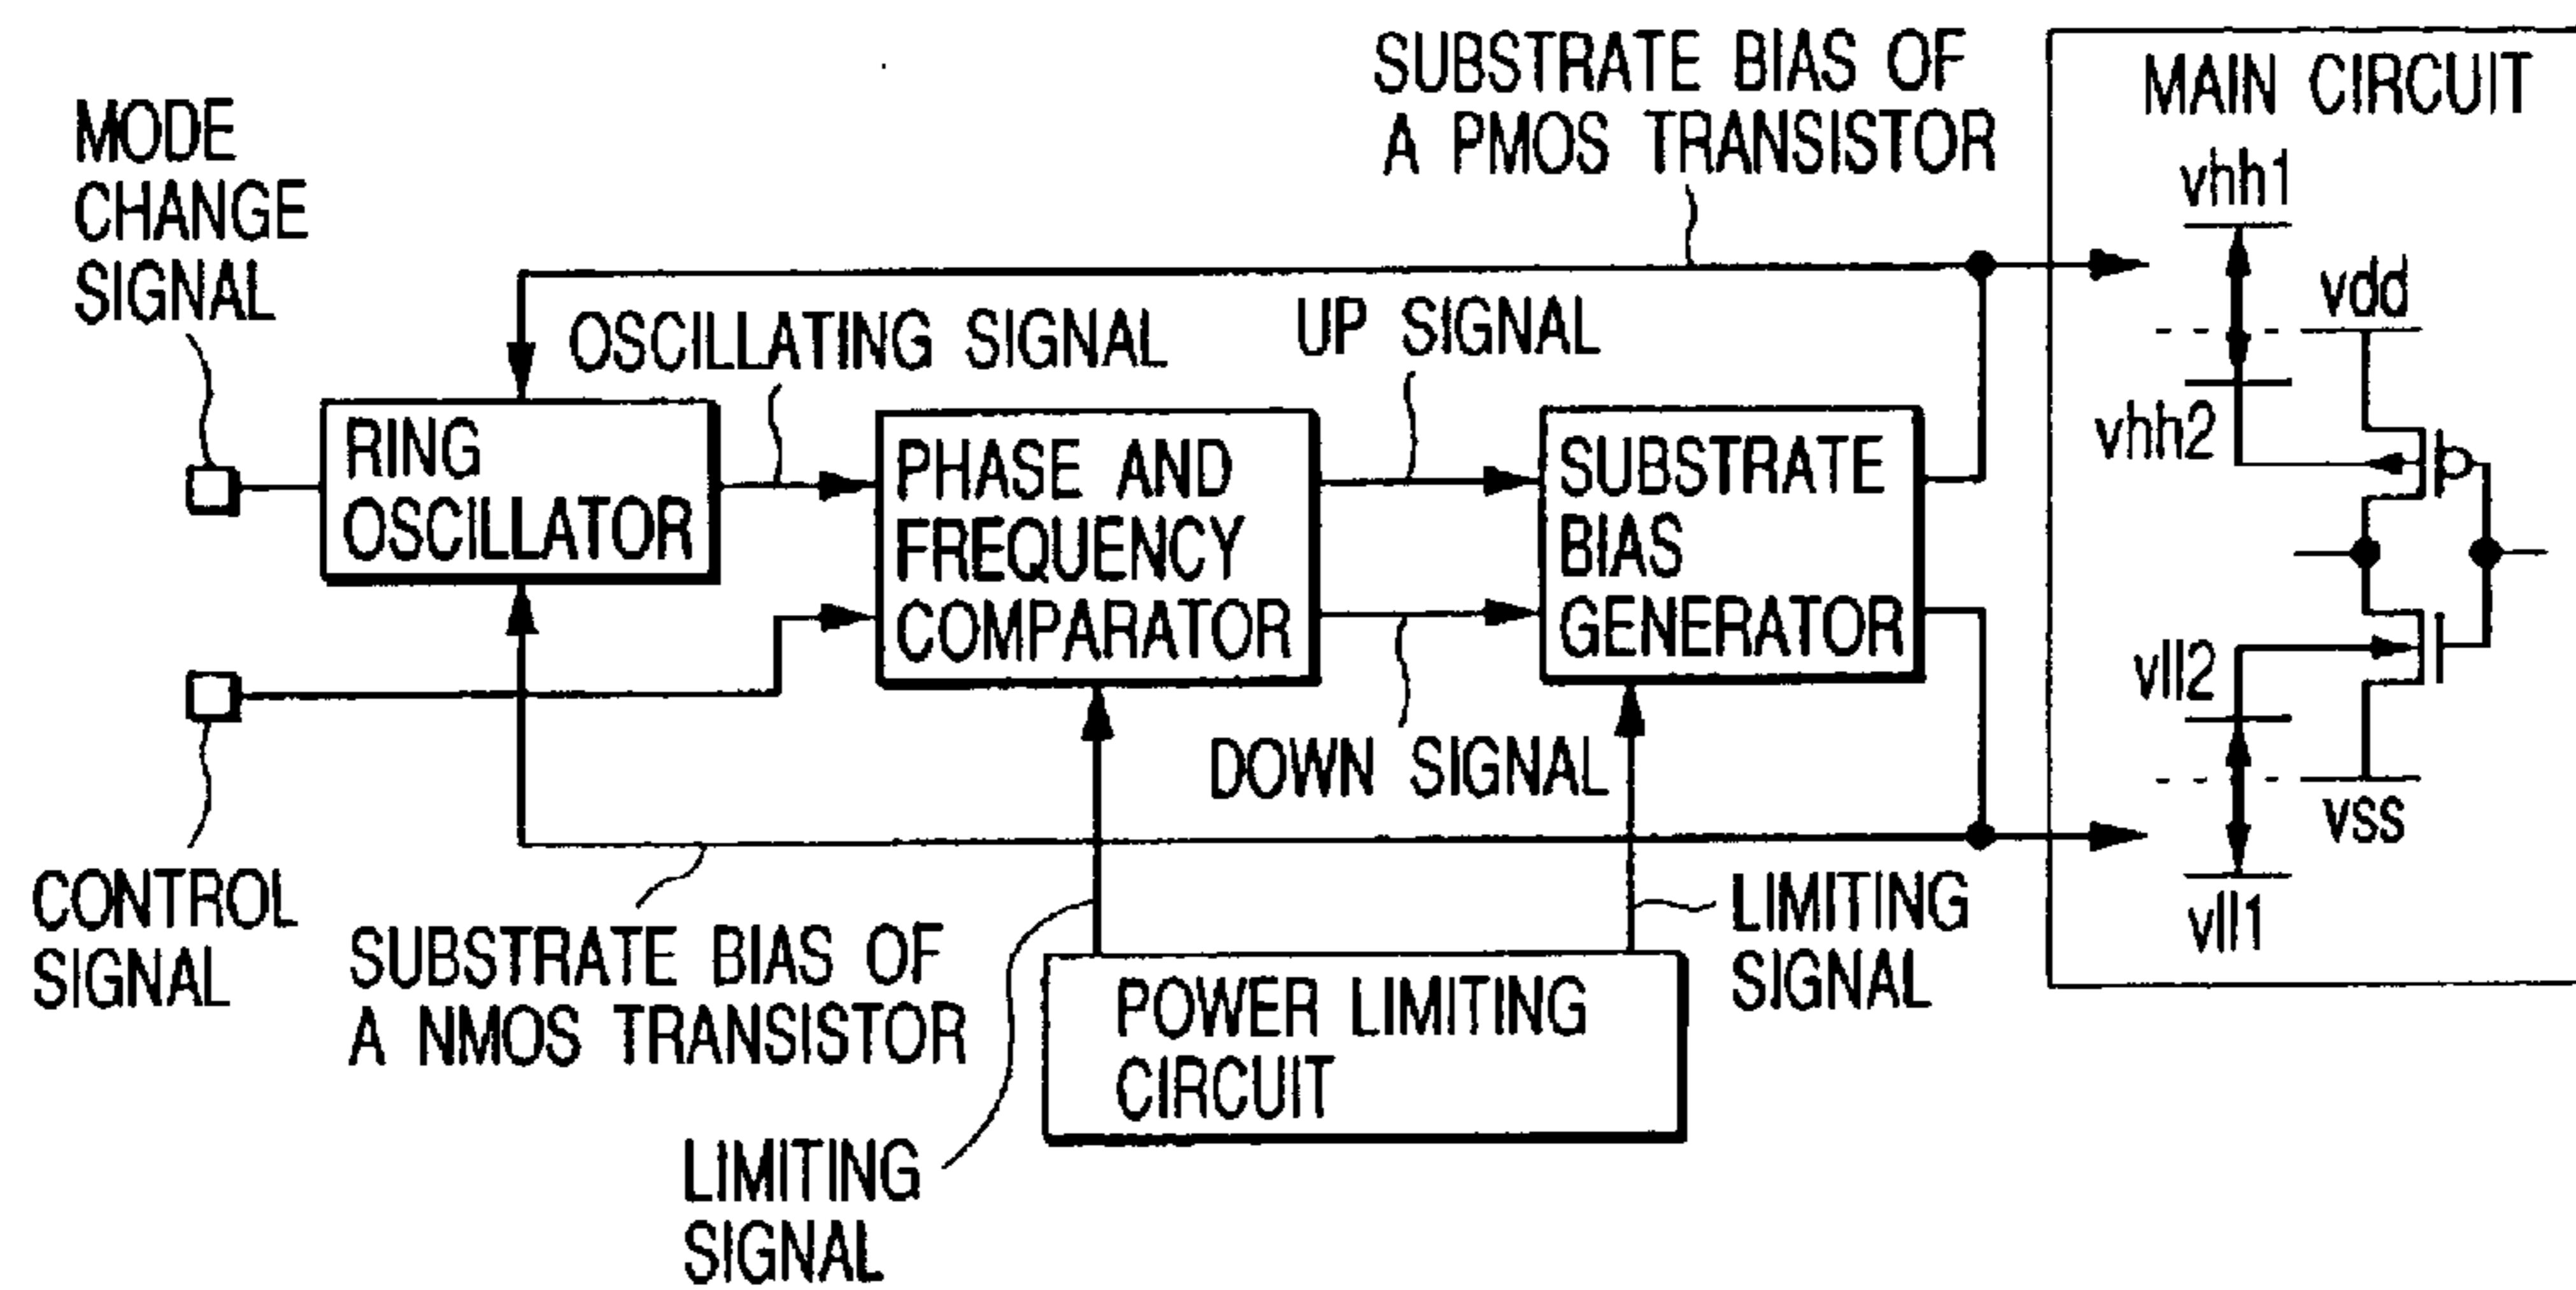 SUBSTRATE BIAS OF
A PMOS TRANSISTOR
MAIN CIRCUIT
MODE
CHANGE
SIGNAL
vhh1
vdd
OSCILLATING SIGNAL
UP SIGNAL
vhh2
RING
OSCILLATOR
PHASE AND
FREQUENCY
COMPARATOR
SUBSTRATE
BIAS
GENERATOR
vll2
DOWN SIGNAL
vss
CONTROL
SIGNAL
SUBSTRATE BIAS OF
A NMOS TRANSISTOR
LIMITING
SIGNAL
vll1
POWER LIMITING
CIRCUIT
LIMITING
SIGNAL